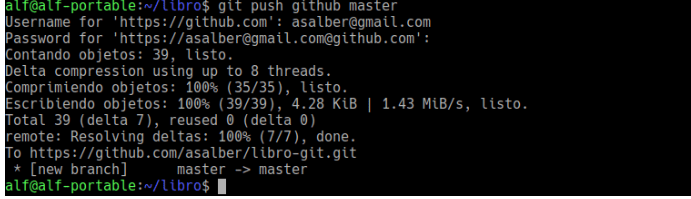 alf@alf-portable:~/libro$ git push github master
Username for 'https://github.com': asalber@gmail.com
Password for 'https://asalber@gmail.com@github.com':
Contando objetos: 39, listo.
Delta compression using up to 8 threads.
Comprimiendo objetos: 100% (35/35), listo.
Escribiendo objetos: 100% (39/39), 4.28 KiB | 1.43 MiB/s, listo.
Total 39 (delta 7), reused 0 (delta 0)
remote: Resolving deltas: 100% (7/7), done.
To https://github.com/asalber/libro-git.git
 * [new branch]      master -> master
alf@alf-portable:~/libro$